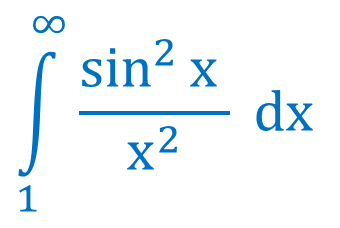 ∞
∫ sin² x / x² dx
1